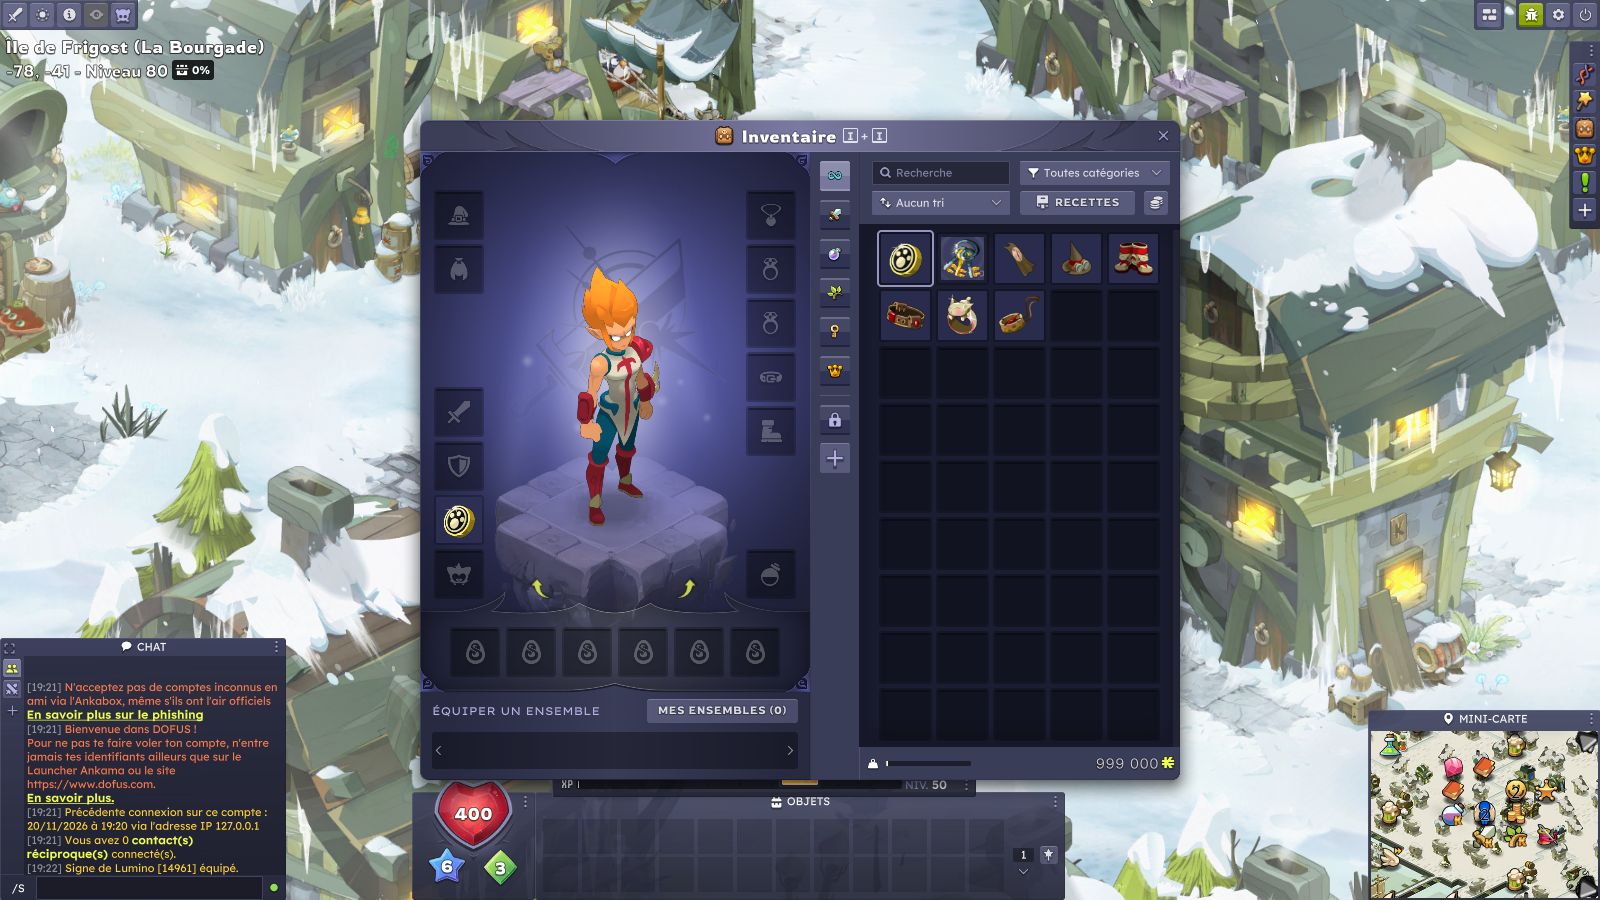 Île de Frigost (La Bourgade)
-78, -41 - Niveau 80 0%
Inventaire I + I
Recherche
Toutes catégories
Aucun tri
RECETTES
ÉQUIPER UN ENSEMBLE
MES ENSEMBLES (0)
999 000
CHAT
[19:21] N'acceptez pas de comptes inconnus en
ami via l'Ankabox, même s'ils ont l'air officiels
En savoir plus sur le phishing
[19:21] Bienvenue dans DOFUS !
Pour ne pas te faire voler ton compte, n'entre
jamais tes identifiants ailleurs que sur le
Launcher Ankama ou le site
https://www.dofus.com.
En savoir plus.
[19:21] Précédente connexion sur ce compte :
20/11/2026 à 19:20 via l'adresse IP 127.0.0.1
[19:21] Vous avez 0 contact(s)
réciproque(s) connecté(s).
[19:22] Signe de Lumino [14961] équipé.
/S
XP
NIV. 50
400
6
3
OBJETS
1
MINI-CARTE